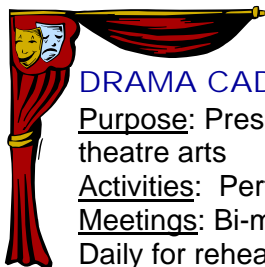 DRAMA CAD
Purpose: Pres
theatre arts
Activities: Per
Meetings: Bi-m
Daily for rehea